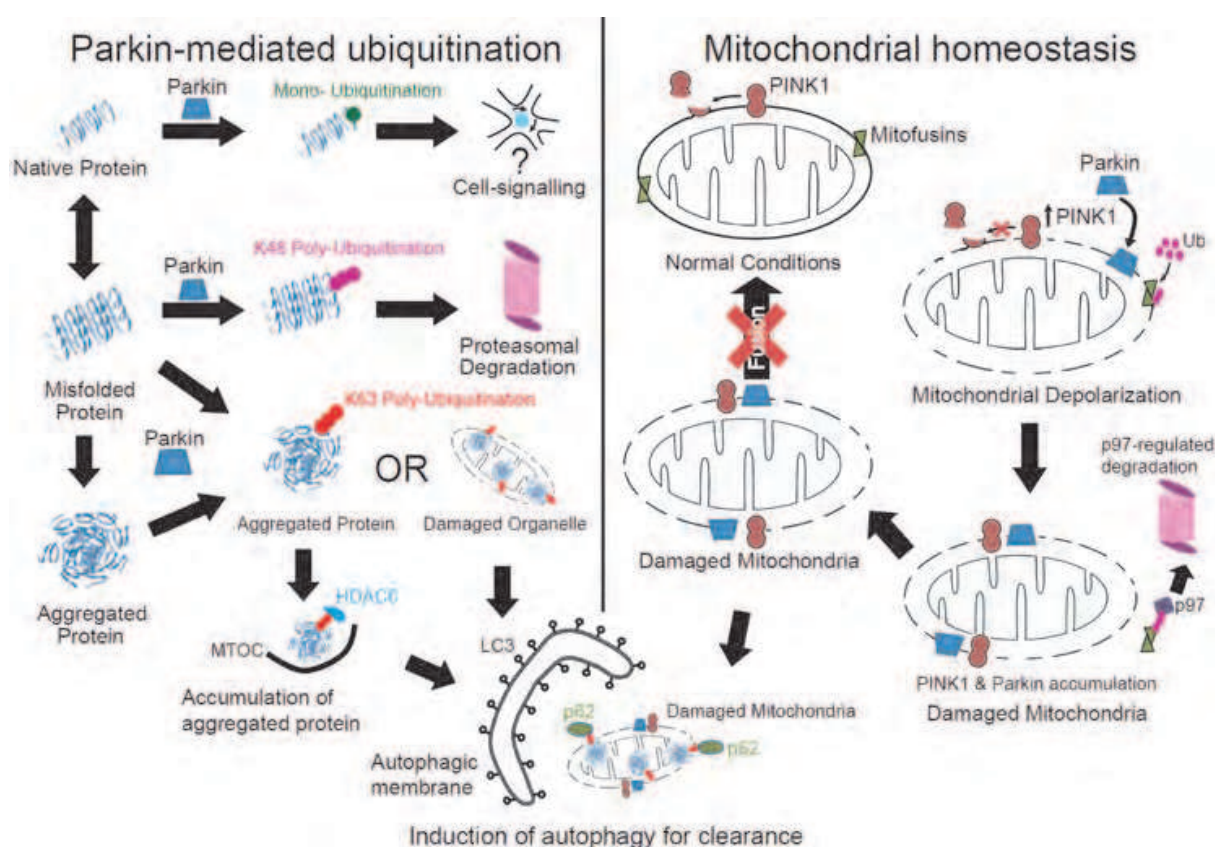 Parkin-mediated ubiquitination
Parkin
Mono- Ubiquitination
Native Protein
?
Cell-signalling
Parkin
K48 Poly-Ubiquitination
Misfolded
Protein
Proteasomal
Degradation
Parkin
K63 Poly-Ubiquitination
OR
Aggregated Protein
Damaged Organelle
Aggregated
Protein
HDAC6
MTOC
Accumulation of
aggregated protein
LC3
Autophagic
membrane
Mitochondrial homeostasis
PINK1
Mitofusins
Normal Conditions
Parkin
PINK1
Ub
Mitochondrial Depolarization
Fusion
Damaged Mitochondria
p97-regulated
degradation
p97
PINK1 & Parkin accumulation
Damaged Mitochondria
p62
Damaged Mitochondria
p62
Induction of autophagy for clearance